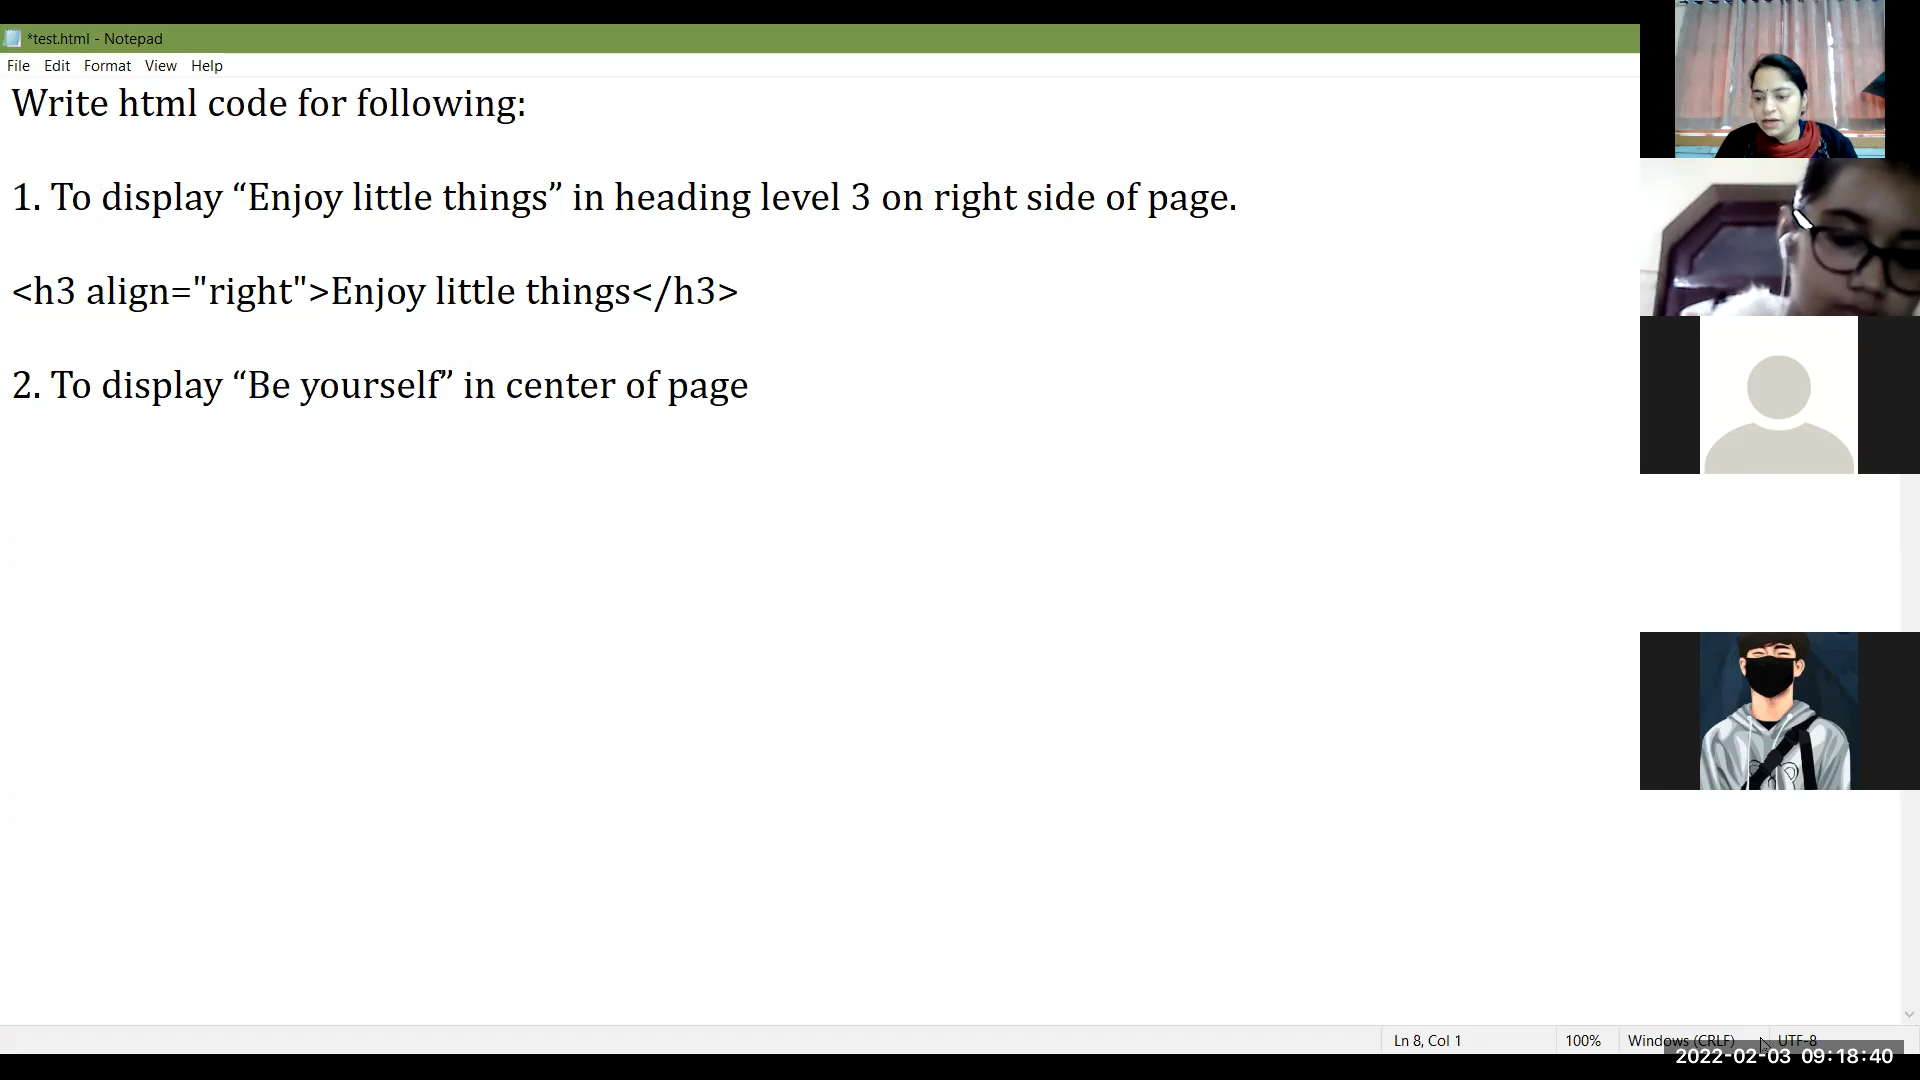 *test.html - Notepad
File Edit Format View Help
Write html code for following:
1. To display “Enjoy little things” in heading level 3 on right side of page.
<h3 align="right">Enjoy little things</h3>
2. To display “Be yourself” in center of page
Ln 8, Col 1 100% Windows (CRLF) UTF-8
2022-02-03 09:18:40